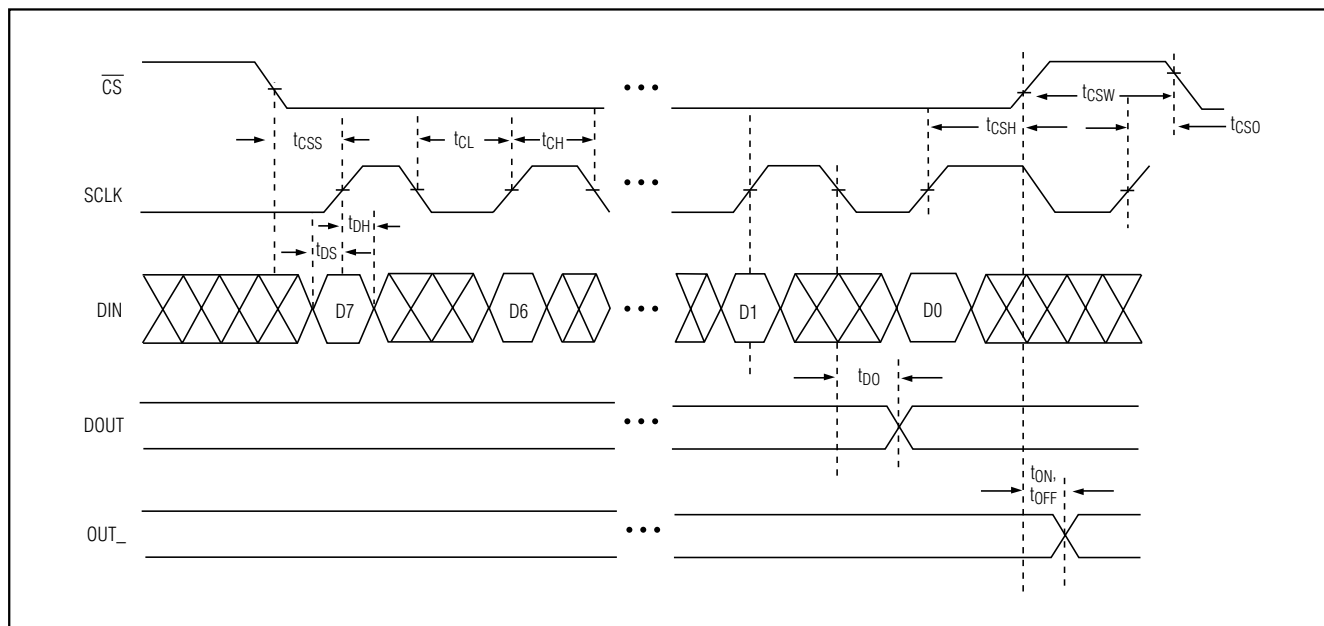 CS
tCSW
tCSS
tCL
tCH
tCSH
tCSO
SCLK
•••
tDH
tDS
DIN
D7
D6
•••
D1
D0
tDO
DOUT
•••
tON,
tOFF
OUT_
•••